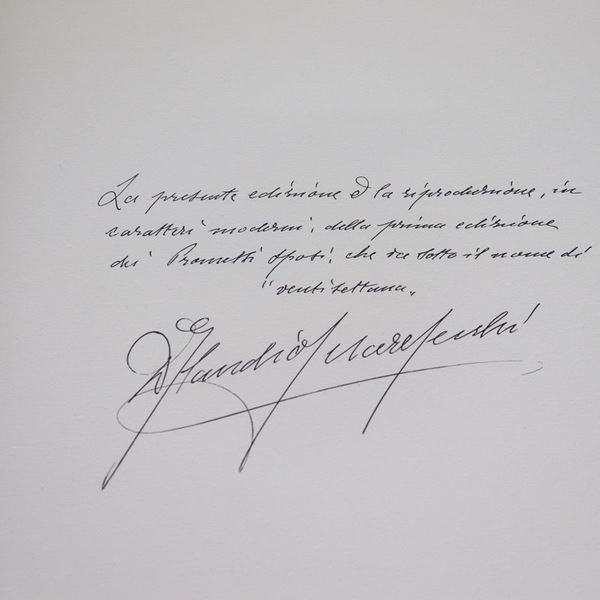 La presente edizione è la riproduzione, in
caratteri moderni, della prima edizione
dei Promessi Sposi, che va sotto il nome di
"ventisettana"